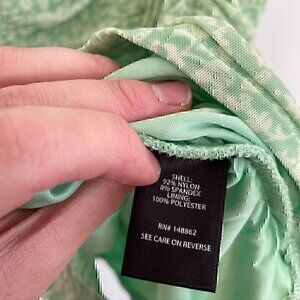 SHELL:
92% NYLON
8% SPANDEX
LINING:
100% POLYESTER
RN# 148862
SEE CARE ON REVERSE